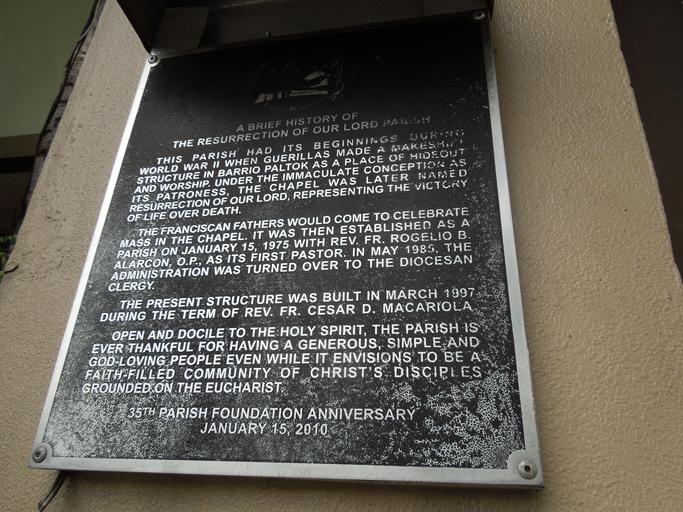 A BRIEF HISTORY OF
THE RESURRECTION OF OUR LORD PARISH
THIS PARISH HAD ITS BEGINNINGS DURING
WORLD WAR II WHEN GUERILLAS MADE A MAKESHIFT
STRUCTURE IN BARRIO PALTOK AS A PLACE OF HIDEOUT
AND WORSHIP. UNDER THE IMMACULATE CONCEPTION AS
ITS PATRONESS, THE CHAPEL WAS LATER NAMED
RESURRECTION OF OUR LORD, REPRESENTING THE VICTORY
OF LIFE OVER DEATH.
THE FRANCISCAN FATHERS WOULD COME TO CELEBRATE
MASS IN THE CHAPEL. IT WAS THEN ESTABLISHED AS A
PARISH ON JANUARY 15, 1975 WITH REV. FR. ROGELIO B.
ALARCON, O.P., AS ITS FIRST PASTOR. IN MAY 1985, THE
ADMINISTRATION WAS TURNED OVER TO THE DIOCESAN
CLERGY.
THE PRESENT STRUCTURE WAS BUILT IN MARCH 1997
DURING THE TERM OF REV. FR. CESAR D. MACARIOLA
OPEN AND DOCILE TO THE HOLY SPIRIT, THE PARISH IS
EVER THANKFUL FOR HAVING A GENEROUS, SIMPLE AND
GOD-LOVING PEOPLE EVEN WHILE IT ENVISIONS TO BE A
FAITH-FILLED COMMUNITY OF CHRIST'S DISCIPLES
GROUNDED ON THE EUCHARIST.
35TH PARISH FOUNDATION ANNIVERSARY
JANUARY 15, 2010